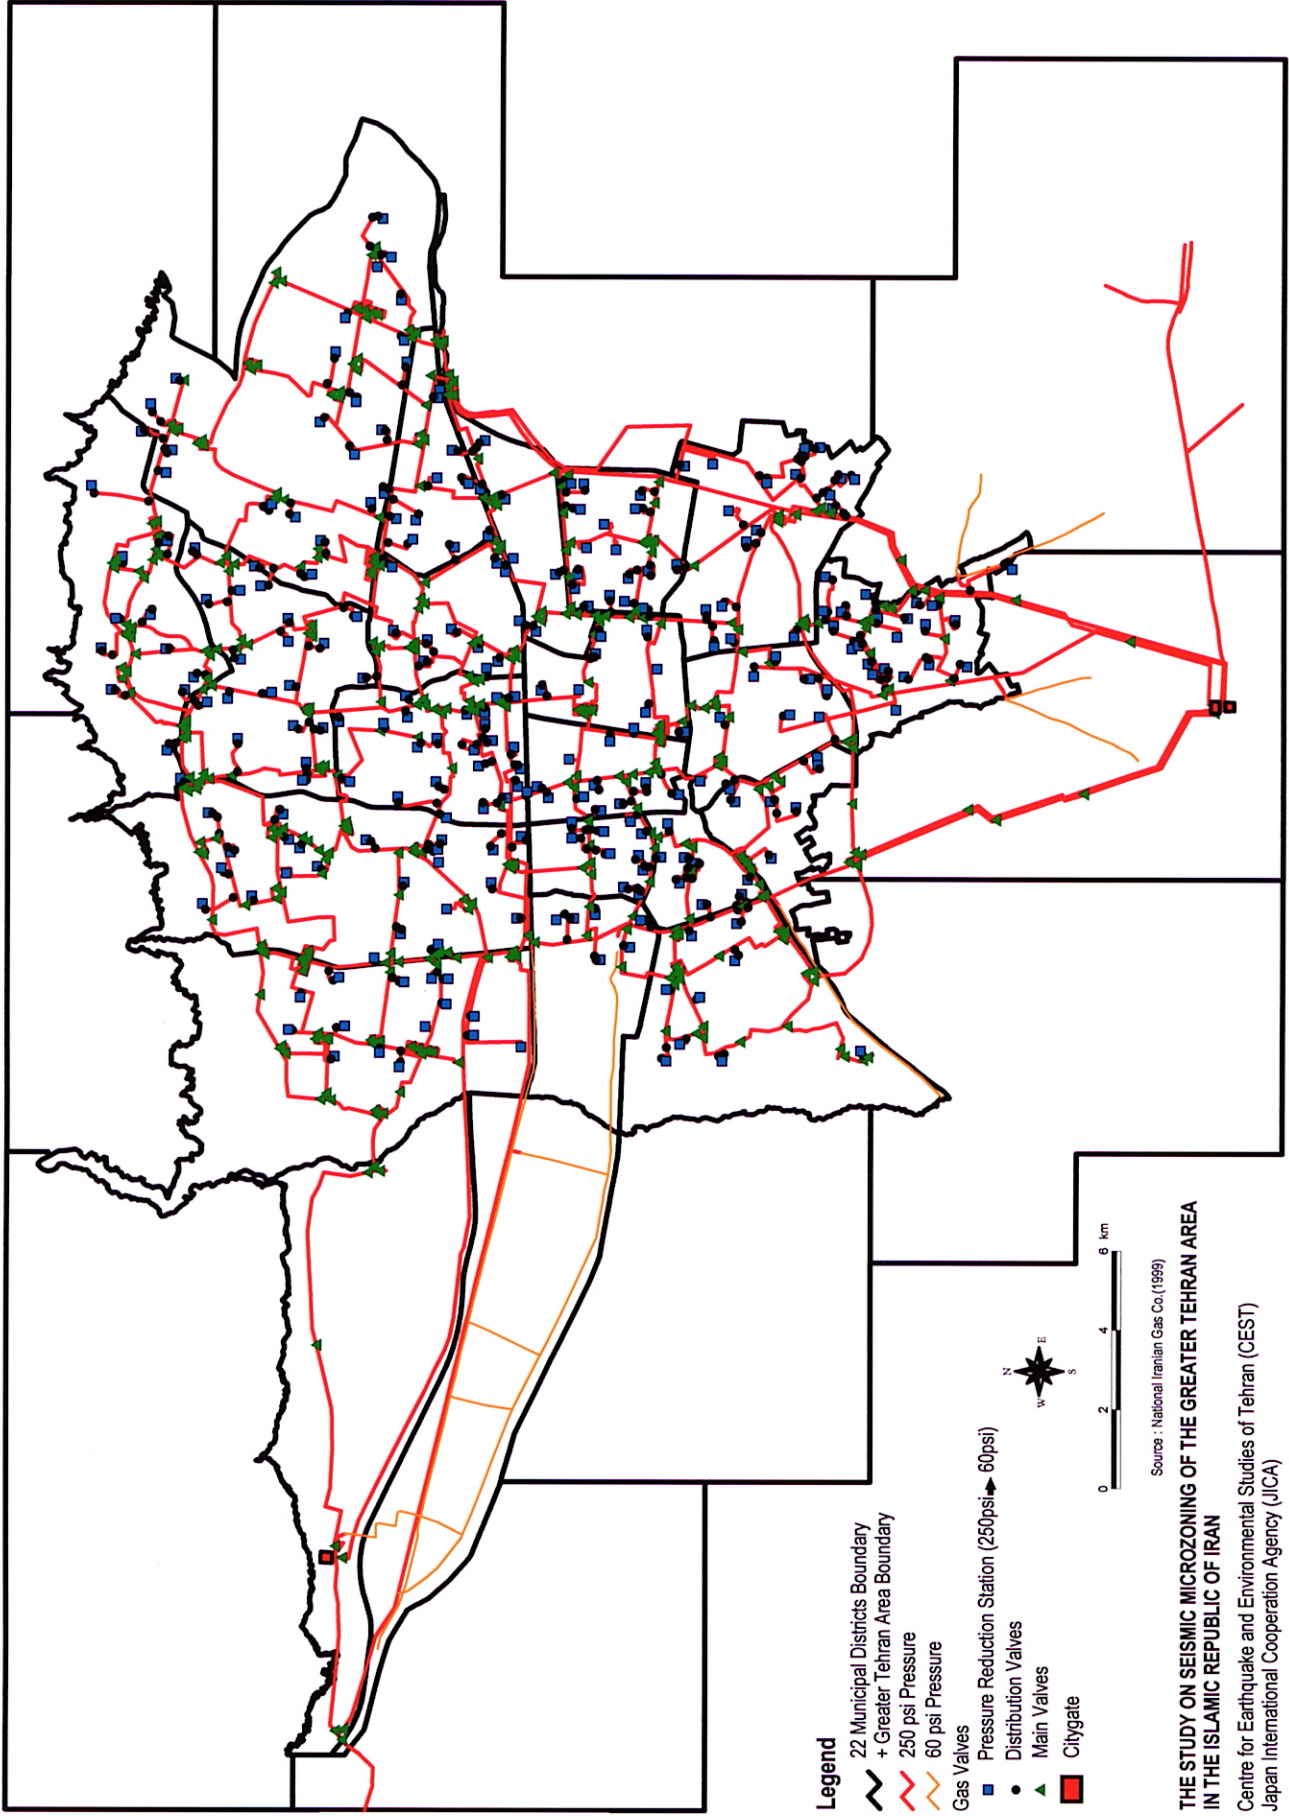 Legend
22 Municipal Districts Boundary
+ Greater Tehran Area Boundary
250 psi Pressure
60 psi Pressure
Gas Valves
Pressure Reduction Station (250psi➔ 60psi)
Distribution Valves
Main Valves
Citygate
N
W E
S
0 2 4 6 km
Source : National Iranian Gas Co.(1999)
THE STUDY ON SEISMIC MICROZONING OF THE GREATER TEHRAN AREA
IN THE ISLAMIC REPUBLIC OF IRAN
Centre for Earthquake and Environmental Studies of Tehran (CEST)
Japan International Cooperation Agency (JICA)